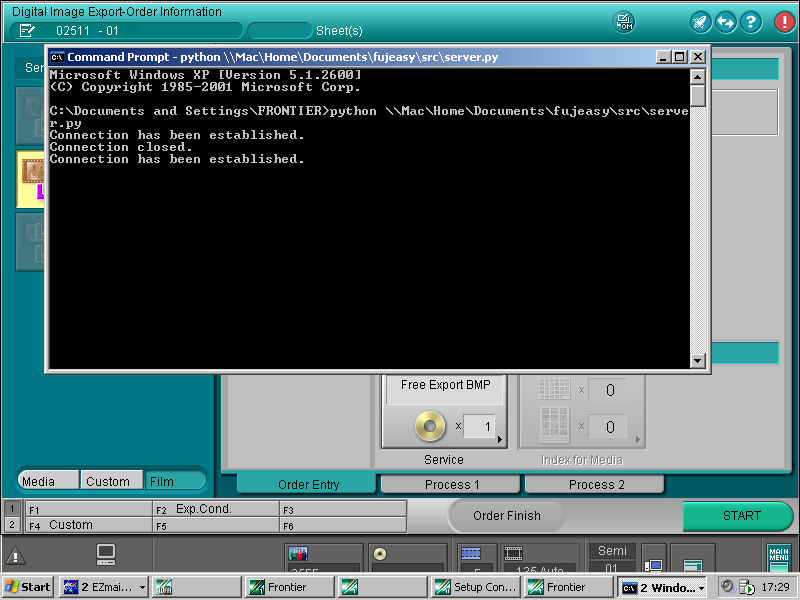 Digital Image Export-Order Information
02511 - 01
Sheet(s)
Command Prompt - python \\Mac\Home\Documents\fujeasy\src\server.py
Microsoft Windows XP [Version 5.1.2600]
(C) Copyright 1985-2001 Microsoft Corp.
C:\Documents and Settings\FRONTIER>python \\Mac\Home\Documents\fujeasy\src\serve
r.py
Connection has been established.
Connection closed.
Connection has been established.
Free Export BMP
x 1
x 0
x 0
Service
Index for Media
Media
Custom
Film
Order Entry
Process 1
Process 2
1
F1
F2 Exp.Cond.
F3
2
F4 Custom
F5
F6
Order Finish
START
Semi
01
135 Auto
MAIN
MENU
Start
2 EZmai...
Frontier
Setup Con...
Frontier
2 Windo...
17:29